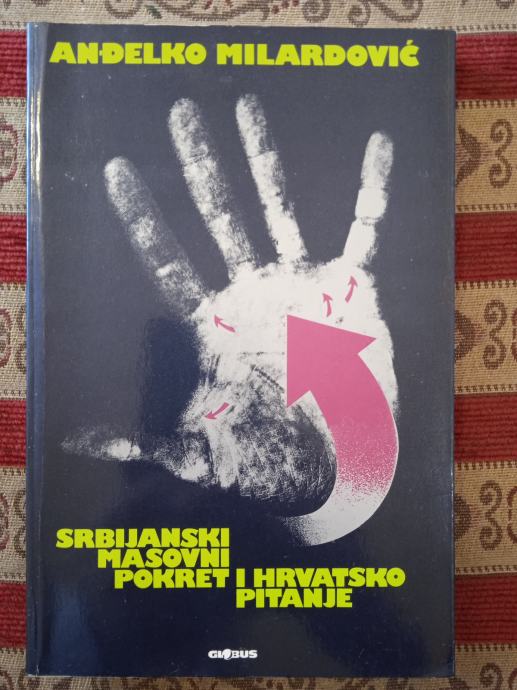 ANĐELKO MILARDOVIĆ
SRBIJANSKI
MASOVNI
POKRET I HRVATSKO
PITANJE
GLOBUS